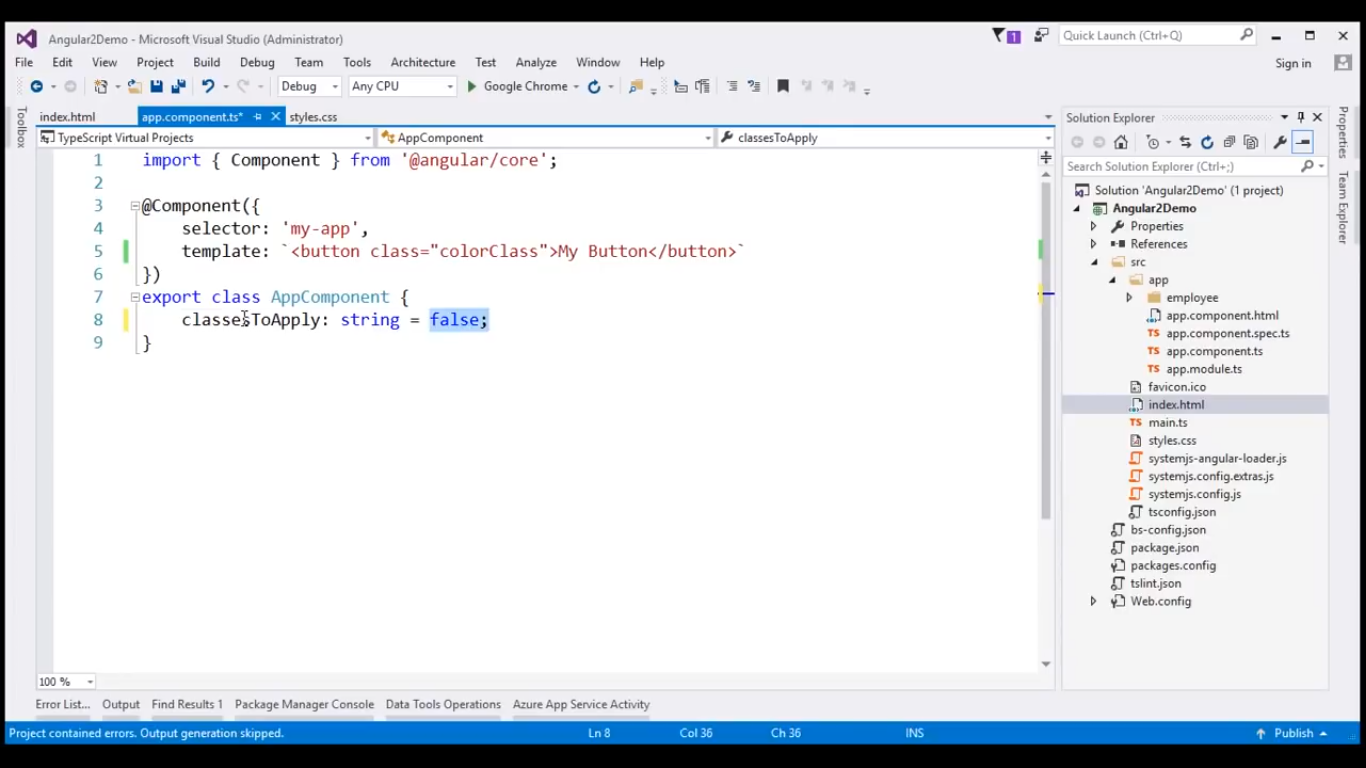 Angular2Demo - Microsoft Visual Studio (Administrator)
1
Quick Launch (Ctrl+Q)
File Edit View Project Build Debug Team Tools Architecture Test Analyze Window Help
Sign in
Debug Any CPU Google Chrome
Toolbox
index.html app.component.ts* styles.css
TypeScript Virtual Projects AppComponent classesToApply
1 import { Component } from '@angular/core';
2
3 @Component({
4 selector: 'my-app',
5 template: `<button class="colorClass">My Button</button>`
6 })
7 export class AppComponent {
8 classesToApply: string = false;
9 }
100 %
Solution Explorer
Search Solution Explorer (Ctrl+;)
Solution 'Angular2Demo' (1 project)
Angular2Demo
Properties
References
src
app
employee
app.component.html
app.component.spec.ts
app.component.ts
app.module.ts
favicon.ico
index.html
main.ts
styles.css
systemjs-angular-loader.js
systemjs.config.extras.js
systemjs.config.js
tsconfig.json
bs-config.json
package.json
packages.config
tslint.json
Web.config
Properties
Team Explorer
Error List... Output Find Results 1 Package Manager Console Data Tools Operations Azure App Service Activity
Project contained errors. Output generation skipped. Ln 8 Col 36 Ch 36 INS Publish